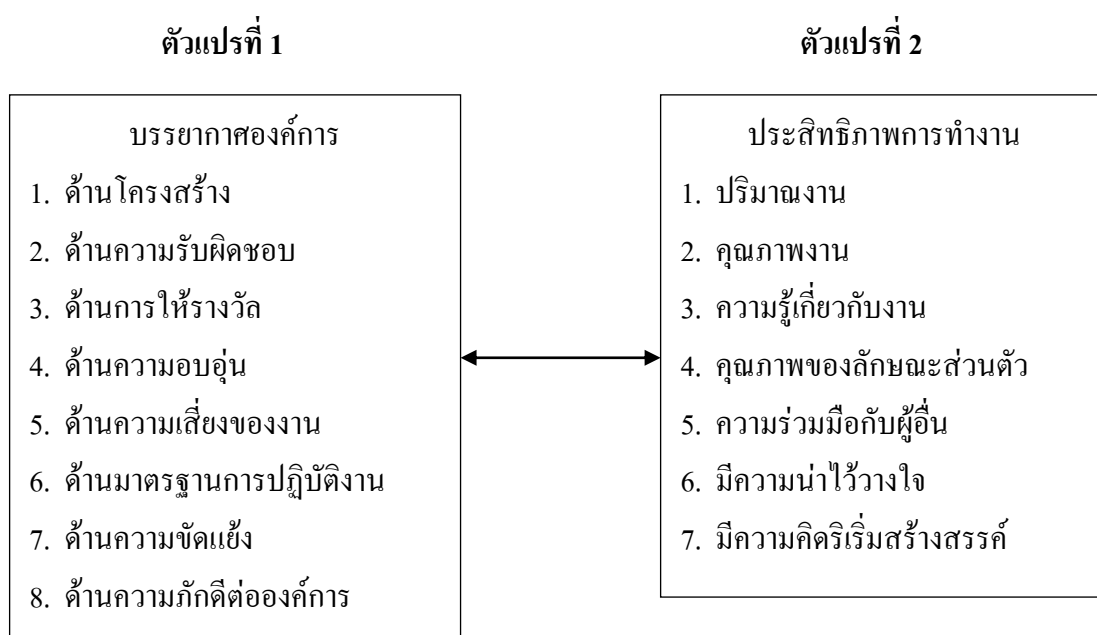 ตัวแปรที่ 1
ตัวแปรที่ 2
บรรยากาศองค์การ
1. ด้านโครงสร้าง
2. ด้านความรับผิดชอบ
3. ด้านการให้รางวัล
4. ด้านความอบอุ่น
5. ด้านความเสี่ยงของงาน
6. ด้านมาตรฐานการปฏิบัติงาน
7. ด้านความขัดแย้ง
8. ด้านความภักดีต่อองค์การ
ประสิทธิภาพการทำงาน
1. ปริมาณงาน
2. คุณภาพงาน
3. ความรู้เกี่ยวกับงาน
4. คุณภาพของลักษณะส่วนตัว
5. ความร่วมมือกับผู้อื่น
6. มีความน่าไว้วางใจ
7. มีความคิดริเริ่มสร้างสรรค์